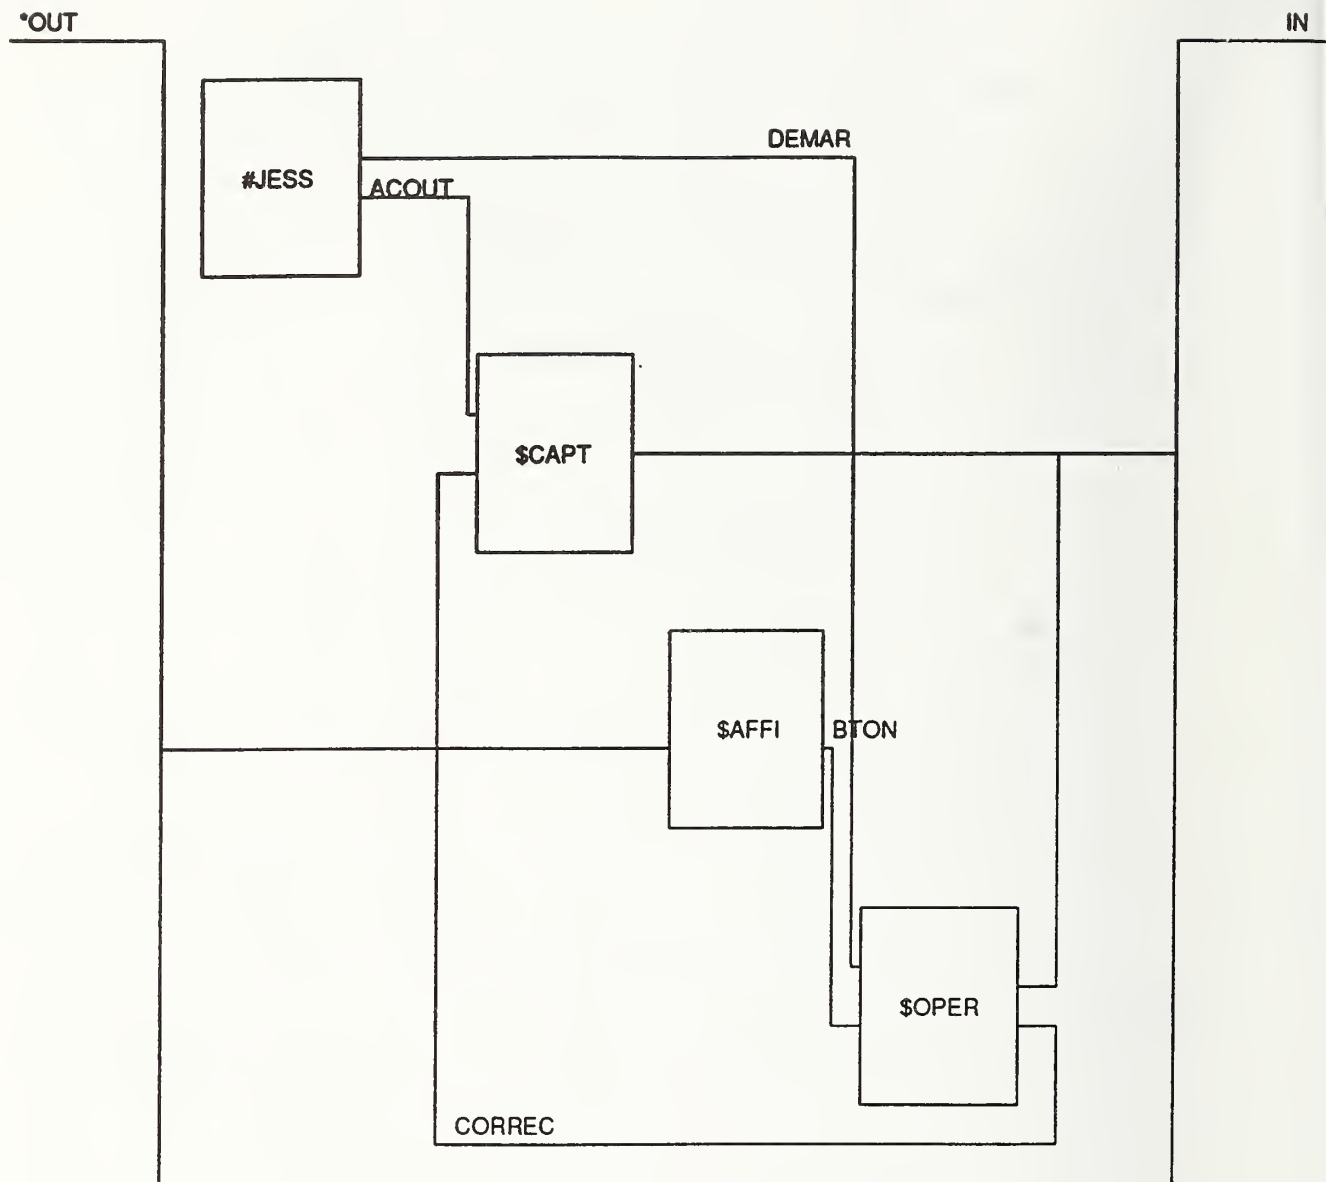 *OUT
IN
DEMAR
#JESS
ACOUT
$CAPT
$AFFI
BTON
$OPER
CORREC